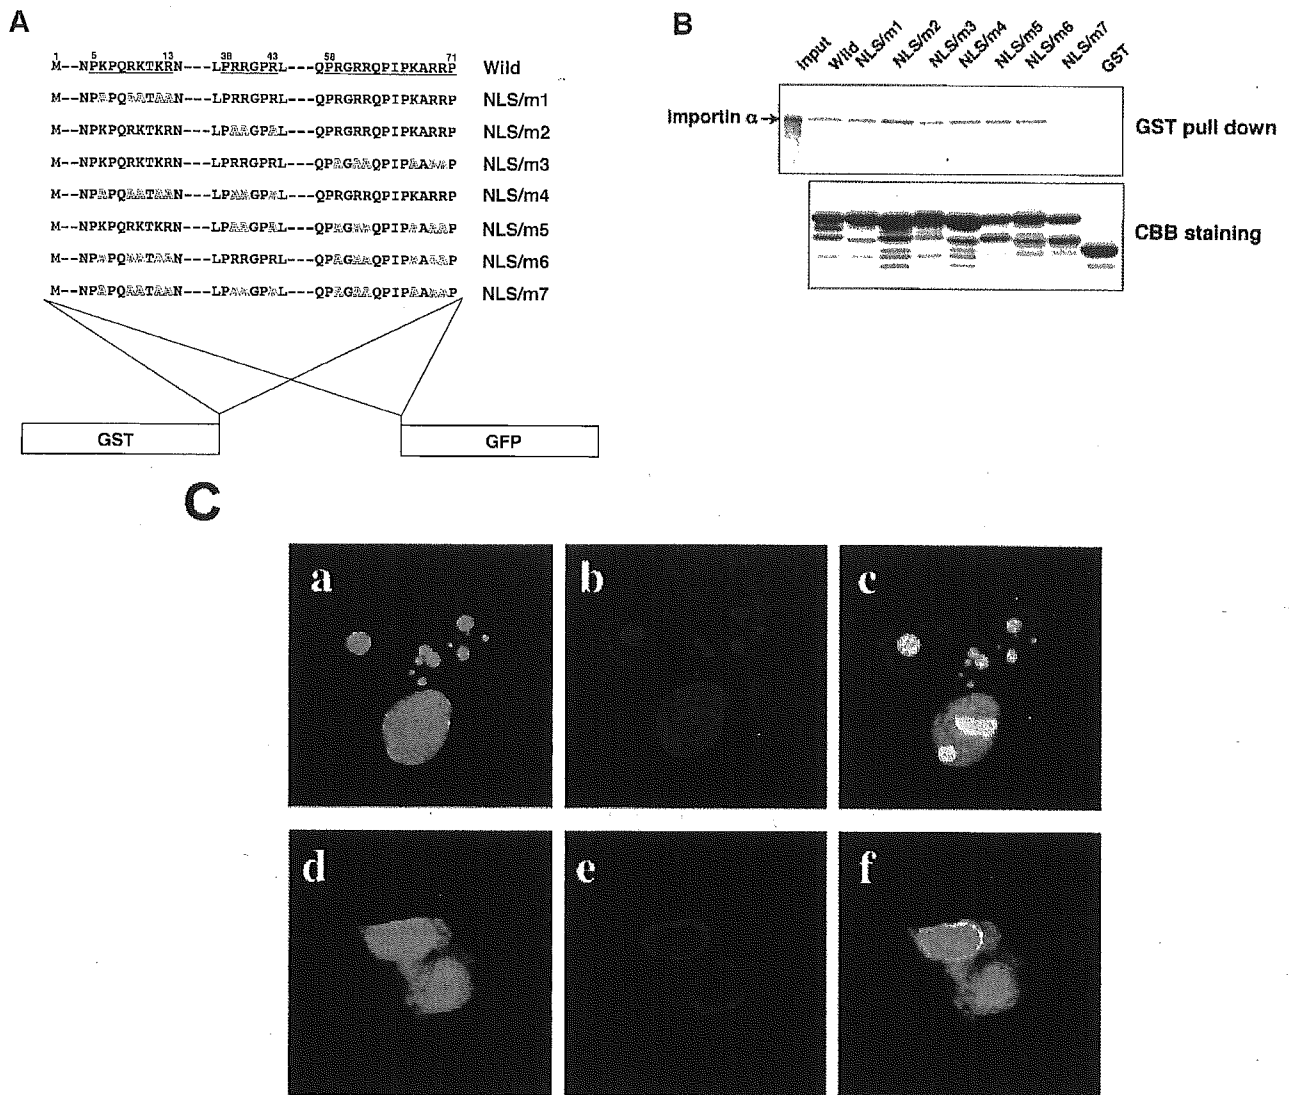 A
1 5 13 38 43 58 71
M--NPKPQRKTKRN---LPRRGPRL---QPRGRRQPIPKARRP Wild
M--NPAPQAATAAN---LPRRGPRL---QPRGRRQPIPKARRP NLS/m1
M--NPKPQRKTKRN---LPAAGPAL---QPRGRRQPIPKARRP NLS/m2
M--NPKPQRKTKRN---LPRRGPRL---QPAGAAQPIPAAAAP NLS/m3
M--NPAPQAATAAN---LPAAGPAL---QPRGRRQPIPKARRP NLS/m4
M--NPKPQRKTKRN---LPAAGPAL---QPAGAAQPIPAAAAP NLS/m5
M--NPAPQAATAAN---LPRRGPRL---QPAGAAQPIPAAAAP NLS/m6
M--NPAPQAATAAN---LPAAGPAL---QPAGAAQPIPAAAAP NLS/m7
GST GFP
B
Input Wild NLS/m1 NLS/m2 NLS/m3 NLS/m4 NLS/m5 NLS/m6 NLS/m7 GST
Importin α→
GST pull down
CBB staining
C
a b c
d e f